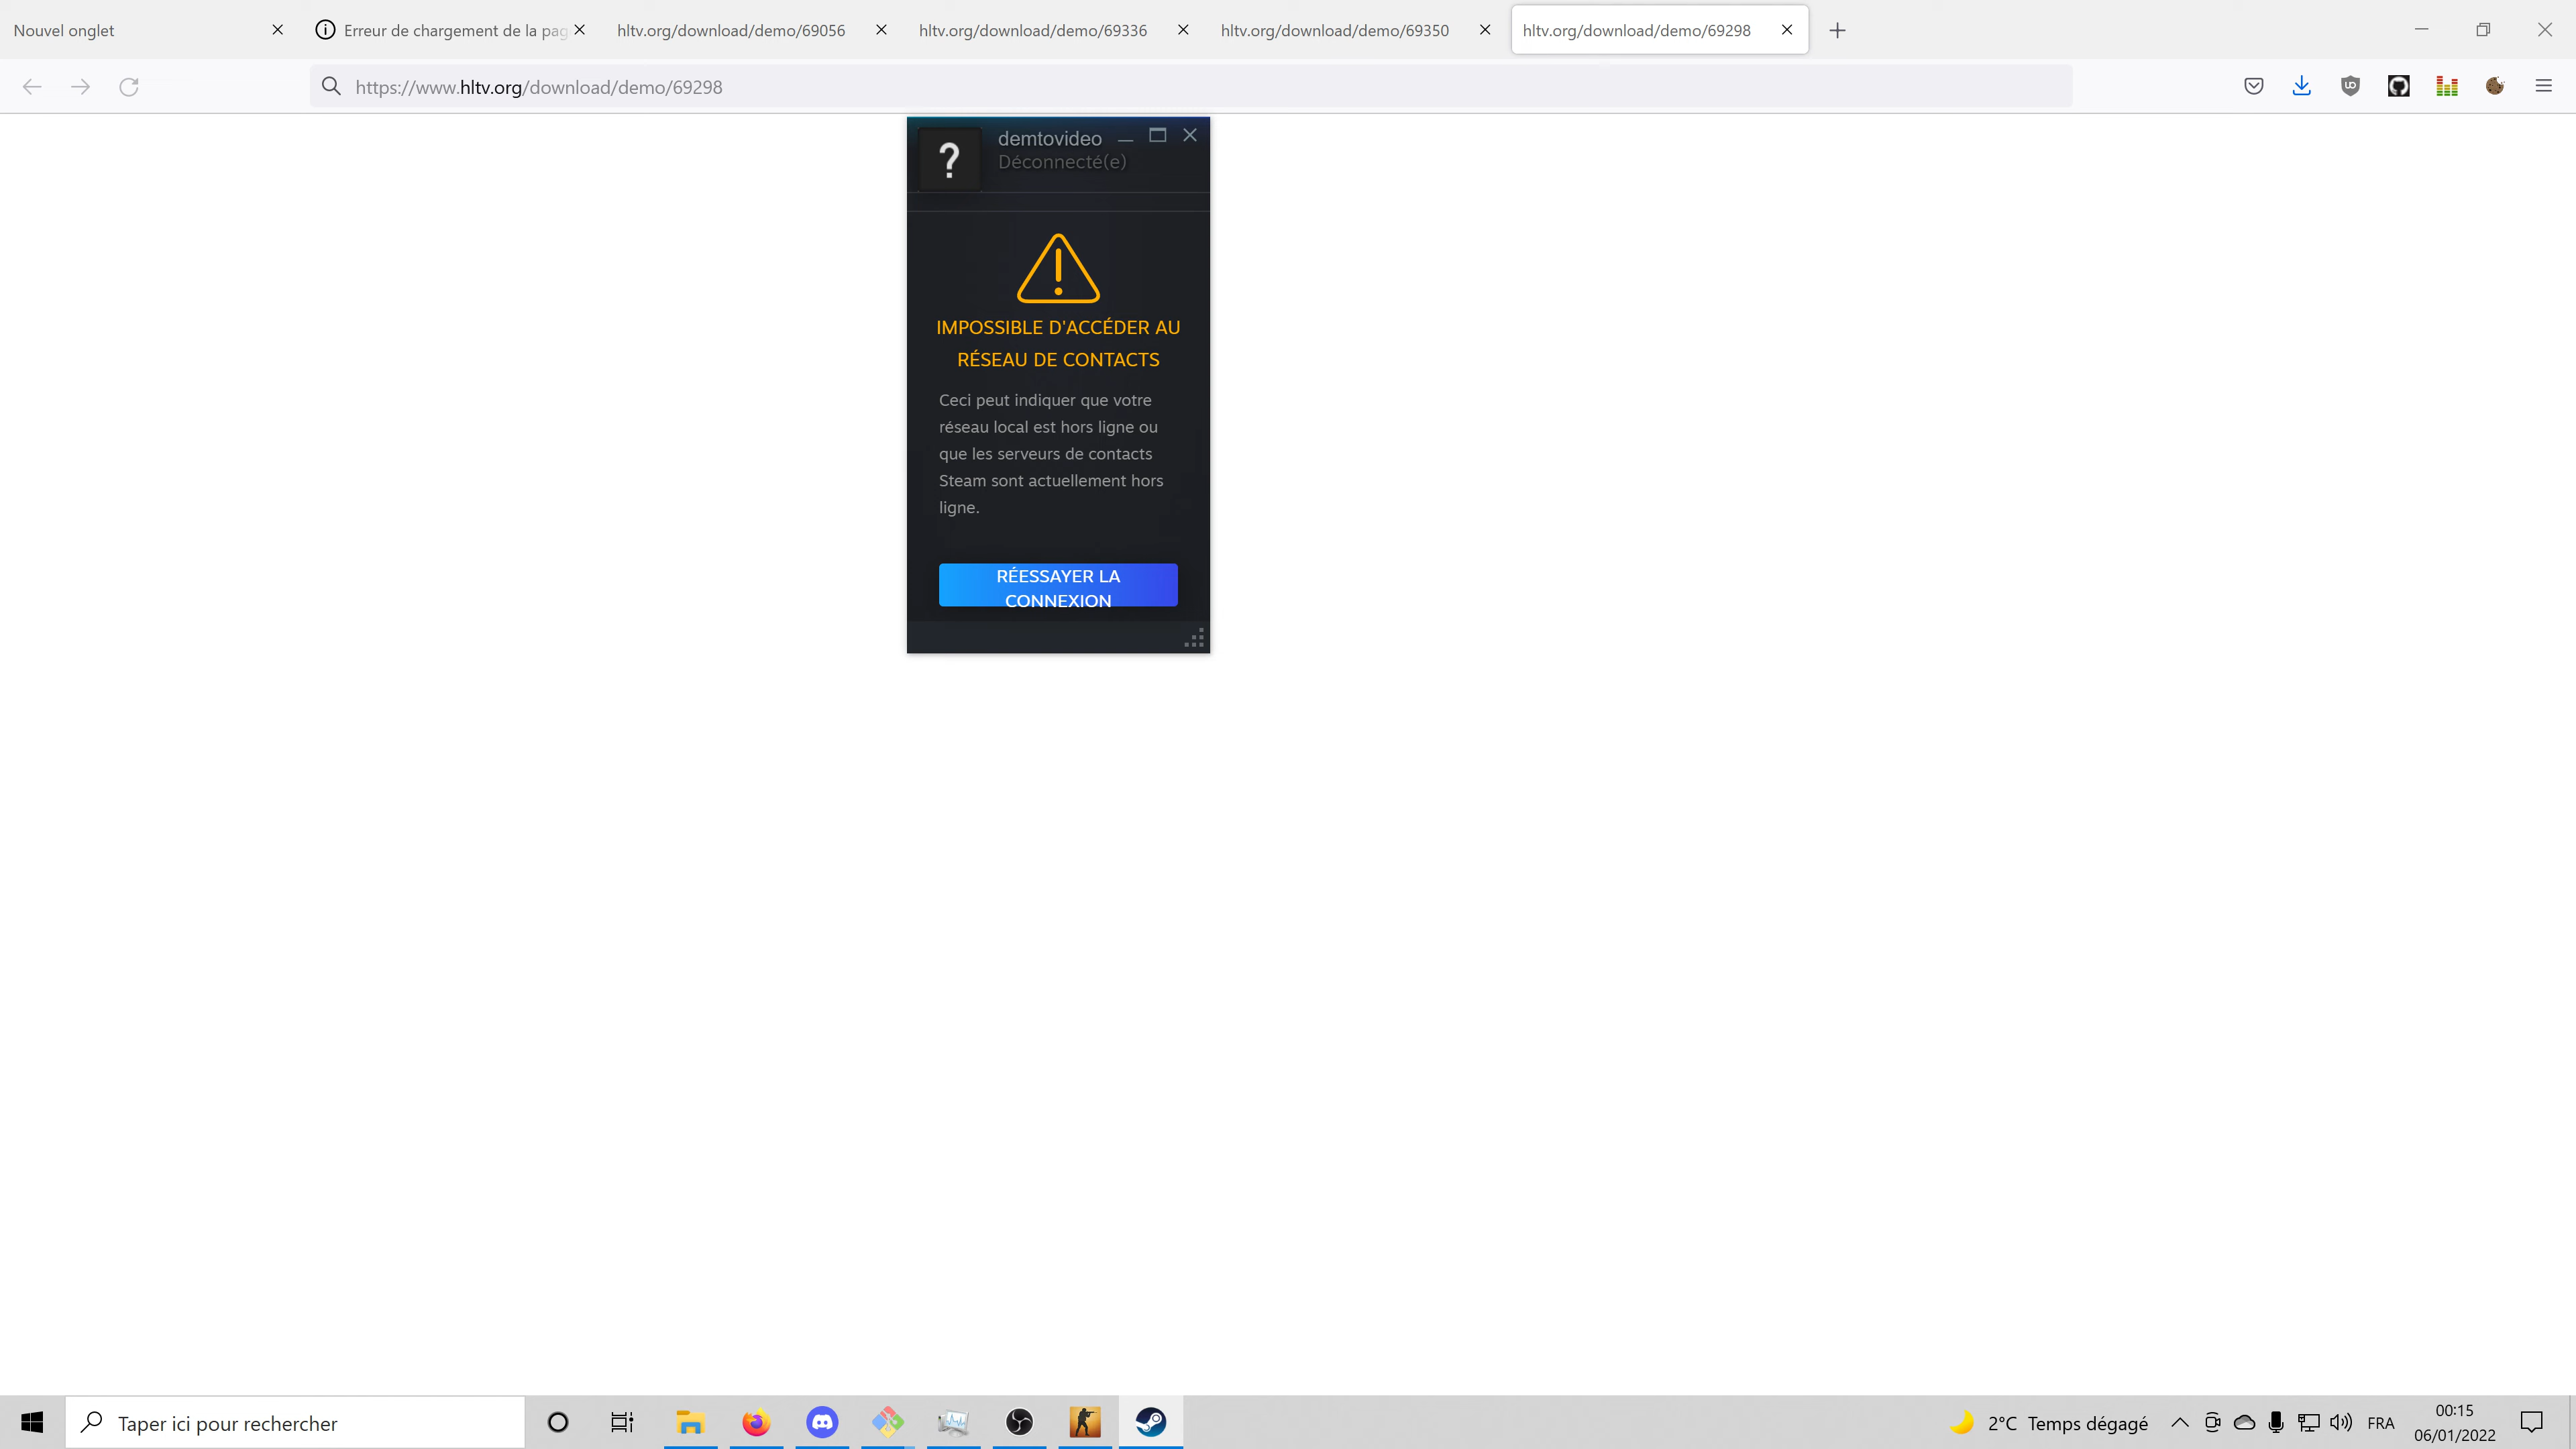 Nouvel onglet
Erreur de chargement de la pag
hltv.org/download/demo/69056
hltv.org/download/demo/69336
hltv.org/download/demo/69350
hltv.org/download/demo/69298
https://www.hltv.org/download/demo/69298
demtovideo
Déconnecté(e)
IMPOSSIBLE D'ACCÉDER AU
RÉSEAU DE CONTACTS
Ceci peut indiquer que votre
réseau local est hors ligne ou
que les serveurs de contacts
Steam sont actuellement hors
ligne.
RÉESSAYER LA
CONNEXION
Taper ici pour rechercher
2°C Temps dégagé
FRA
00:15
06/01/2022